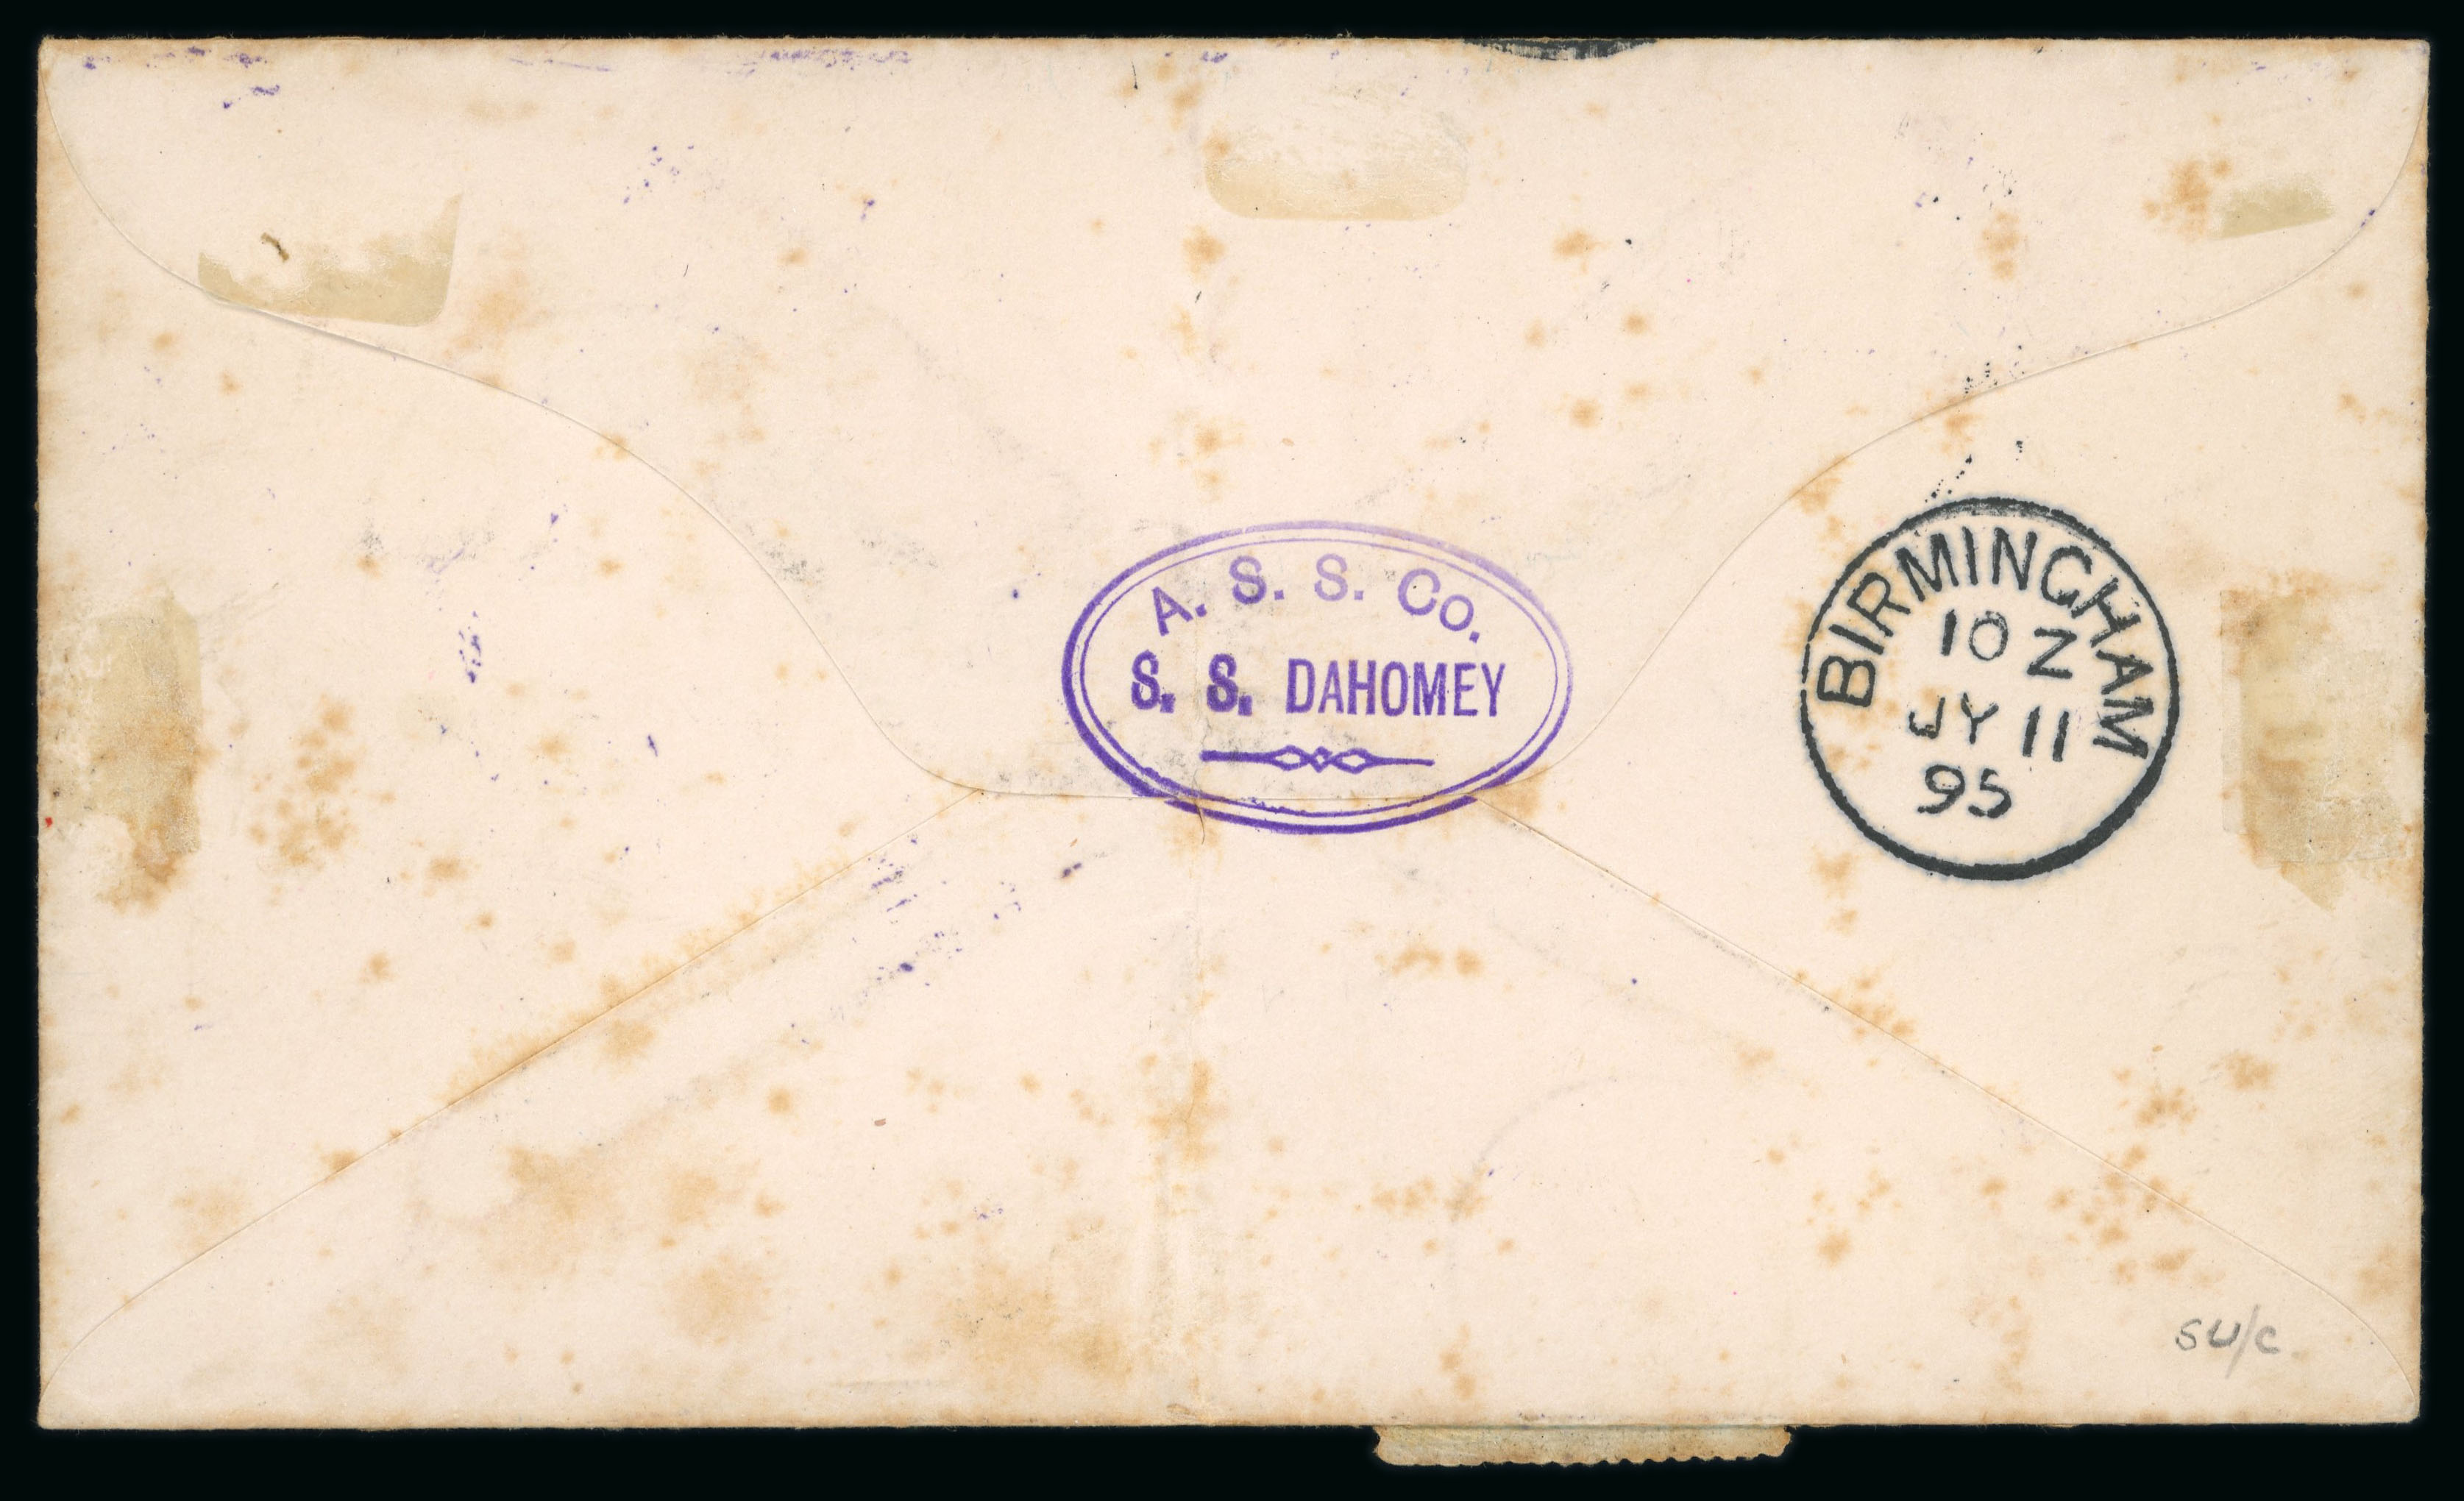 A. S. S. Co.
S. S. DAHOMEY
BIRMINGHAM
10 Z
JY 11
95
su/c